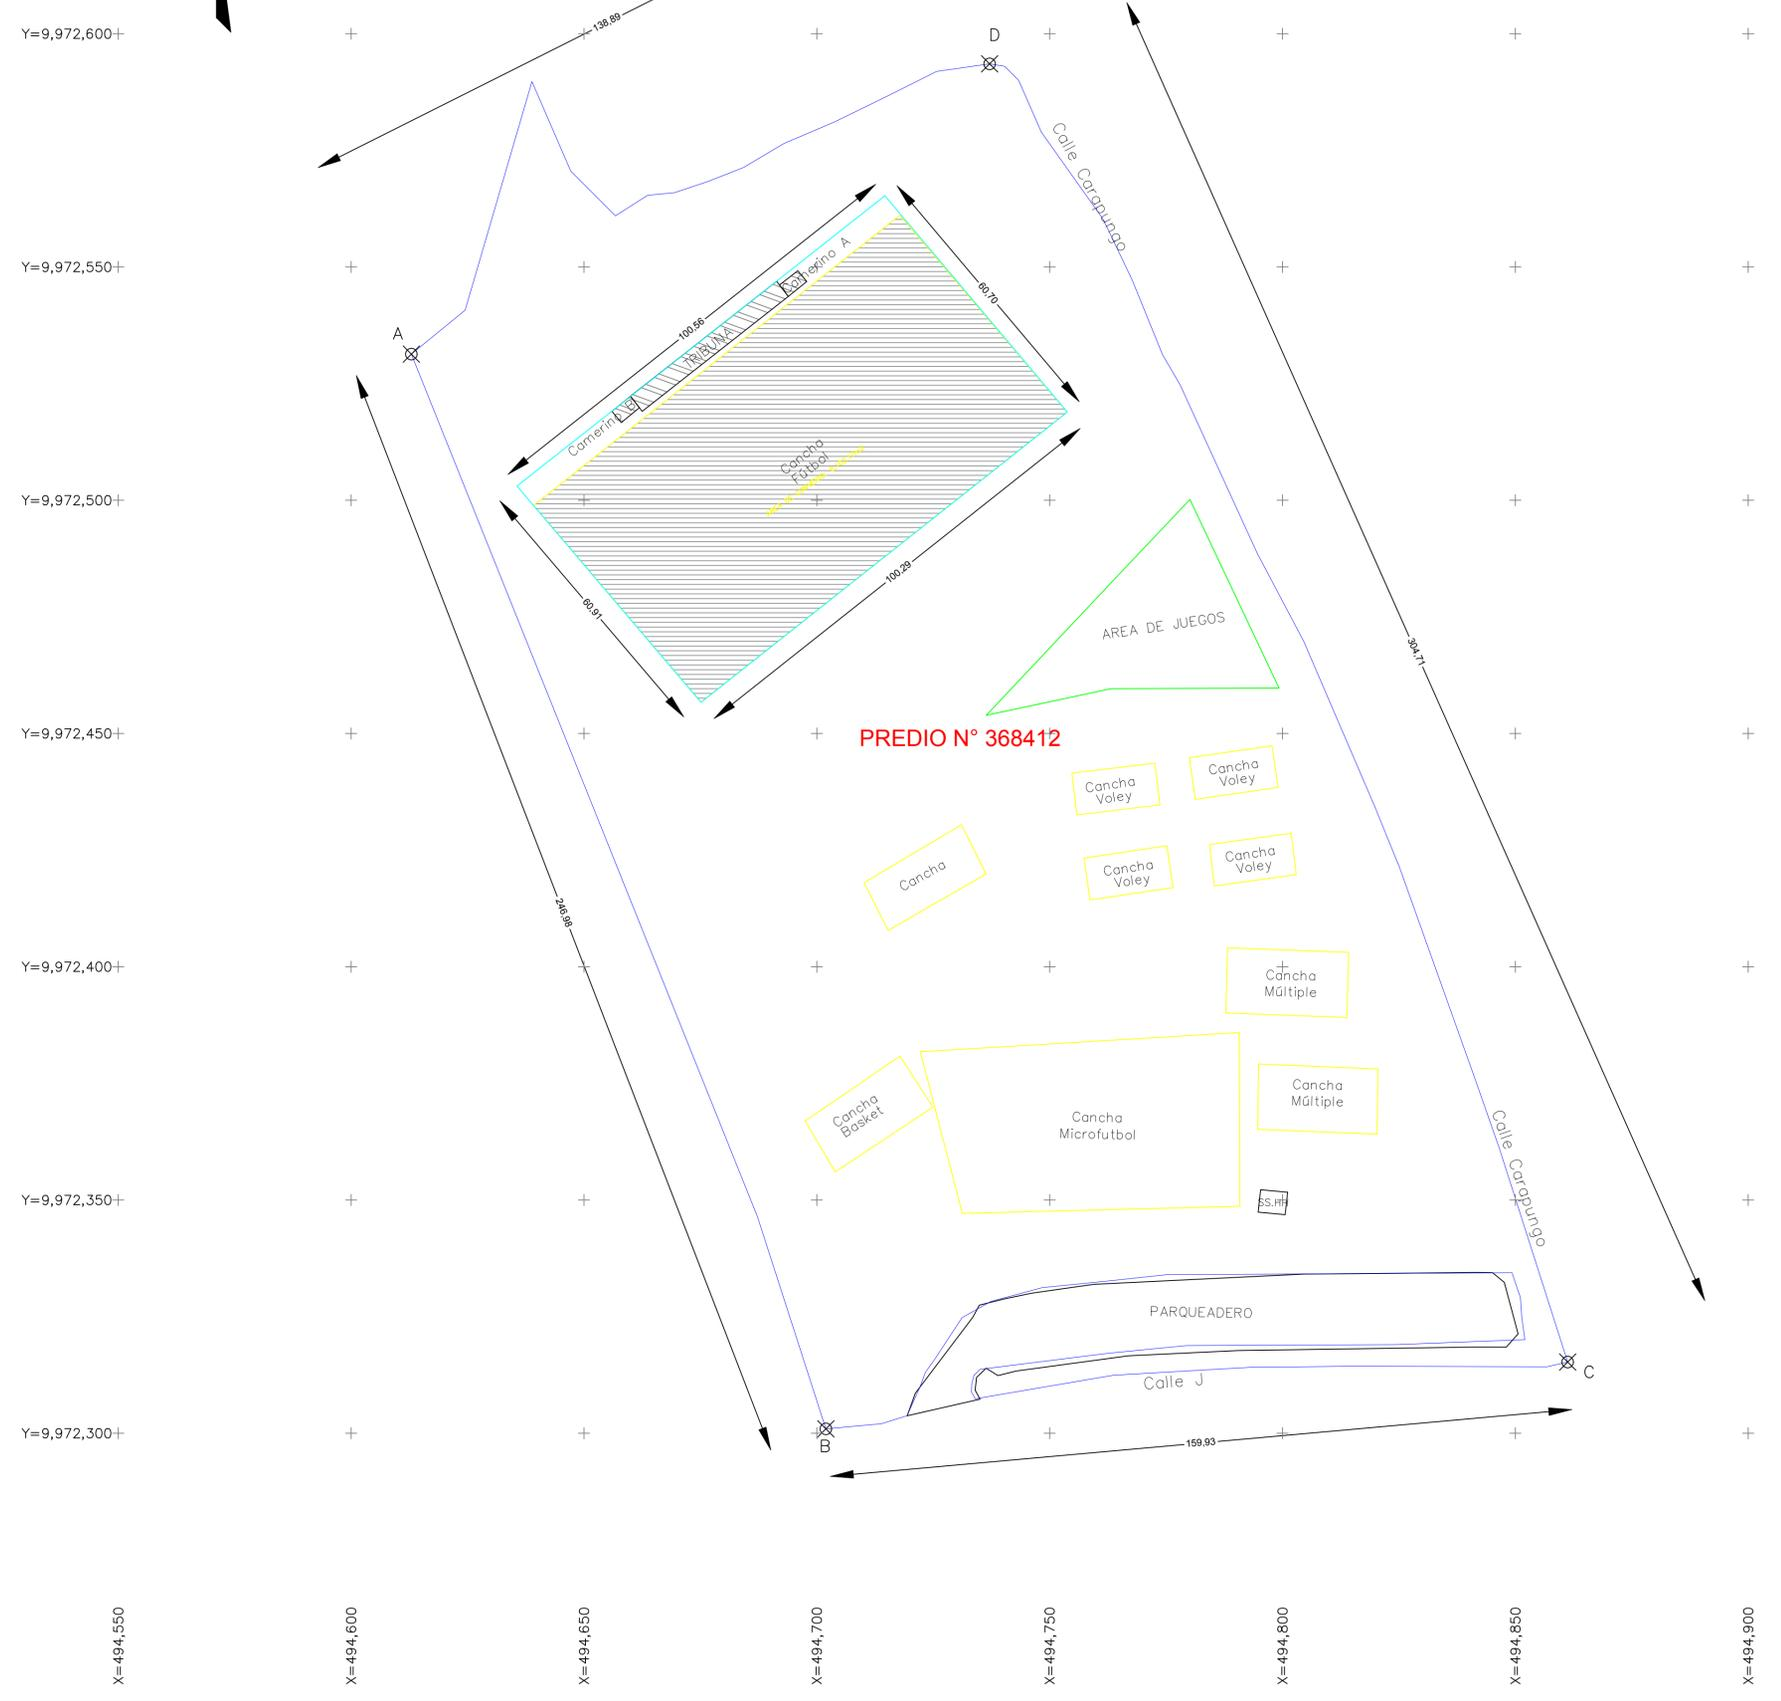 Y=9,972,600
138,89
D
Calle Carapungo
Y=9,972,550
Camerino A
60,70
100,56
A
TRIBUNA
Camerino B
Cancha
Fútbol
Y=9,972,500
100,29
60,91
AREA DE JUEGOS
304,71
Y=9,972,450
PREDIO N° 368412
Cancha
Voley
Cancha
Voley
Cancha
Voley
Cancha
Voley
Cancha
246,98
Y=9,972,400
Cancha
Múltiple
Cancha
Múltiple
Cancha
Basket
Cancha
Microfutbol
Calle Carapungo
Y=9,972,350
SS.HH
PARQUEADERO
Calle J
C
Y=9,972,300
B
159,93
X=494,550
X=494,600
X=494,650
X=494,700
X=494,750
X=494,800
X=494,850
X=494,900